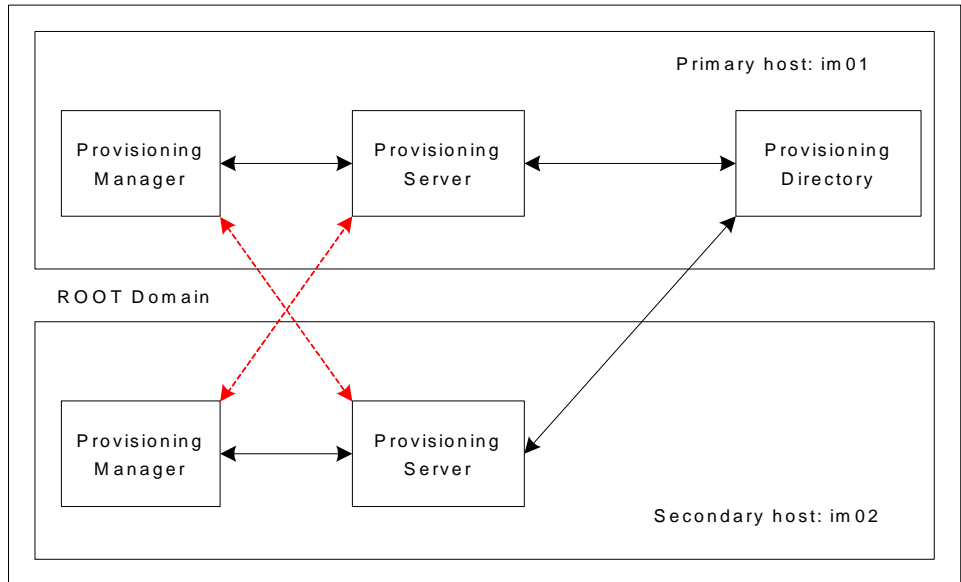 Primary host: im01
Provisioning
Manager
Provisioning
Server
Provisioning
Directory
ROOT Domain
Provisioning
Manager
Provisioning
Server
Secondary host: im02